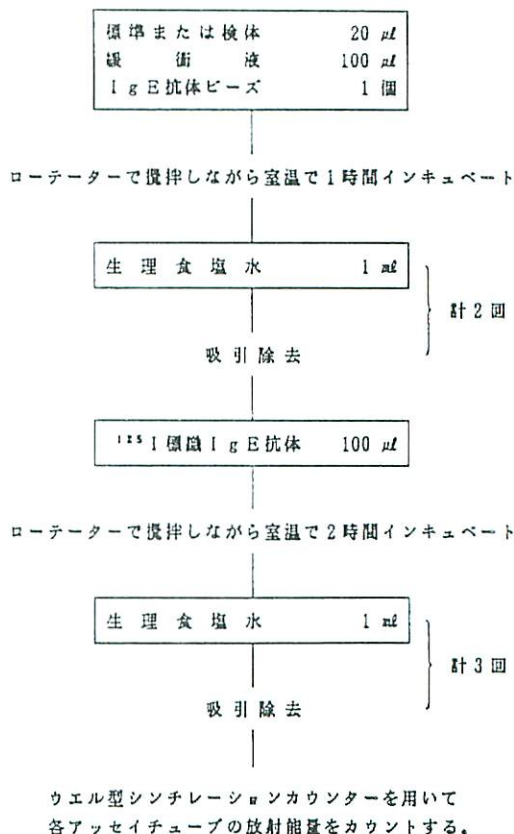 標準または検体 20 μl
緩衝液 100 μl
IgE抗体ビーズ 1個
ローテーターで攪拌しながら室温で1時間インキュベート
生理食塩水 1 ml
計2回
吸引除去
¹²⁵I標識IgE抗体 100 μl
ローテーターで攪拌しながら室温で2時間インキュベート
生理食塩水 1 ml
計3回
吸引除去
ウエル型シンチレーションカウンターを用いて
各アッセイチューブの放射能量をカウントする。